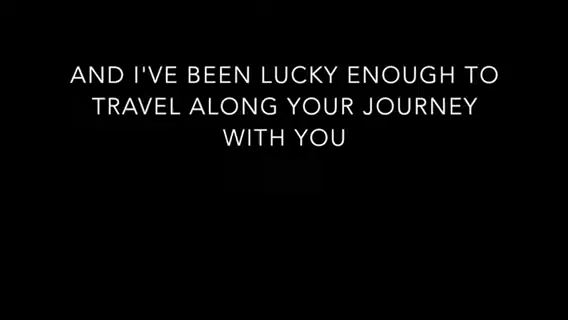 AND I'VE BEEN LUCKY ENOUGH TO
TRAVEL ALONG YOUR JOURNEY
WITH YOU